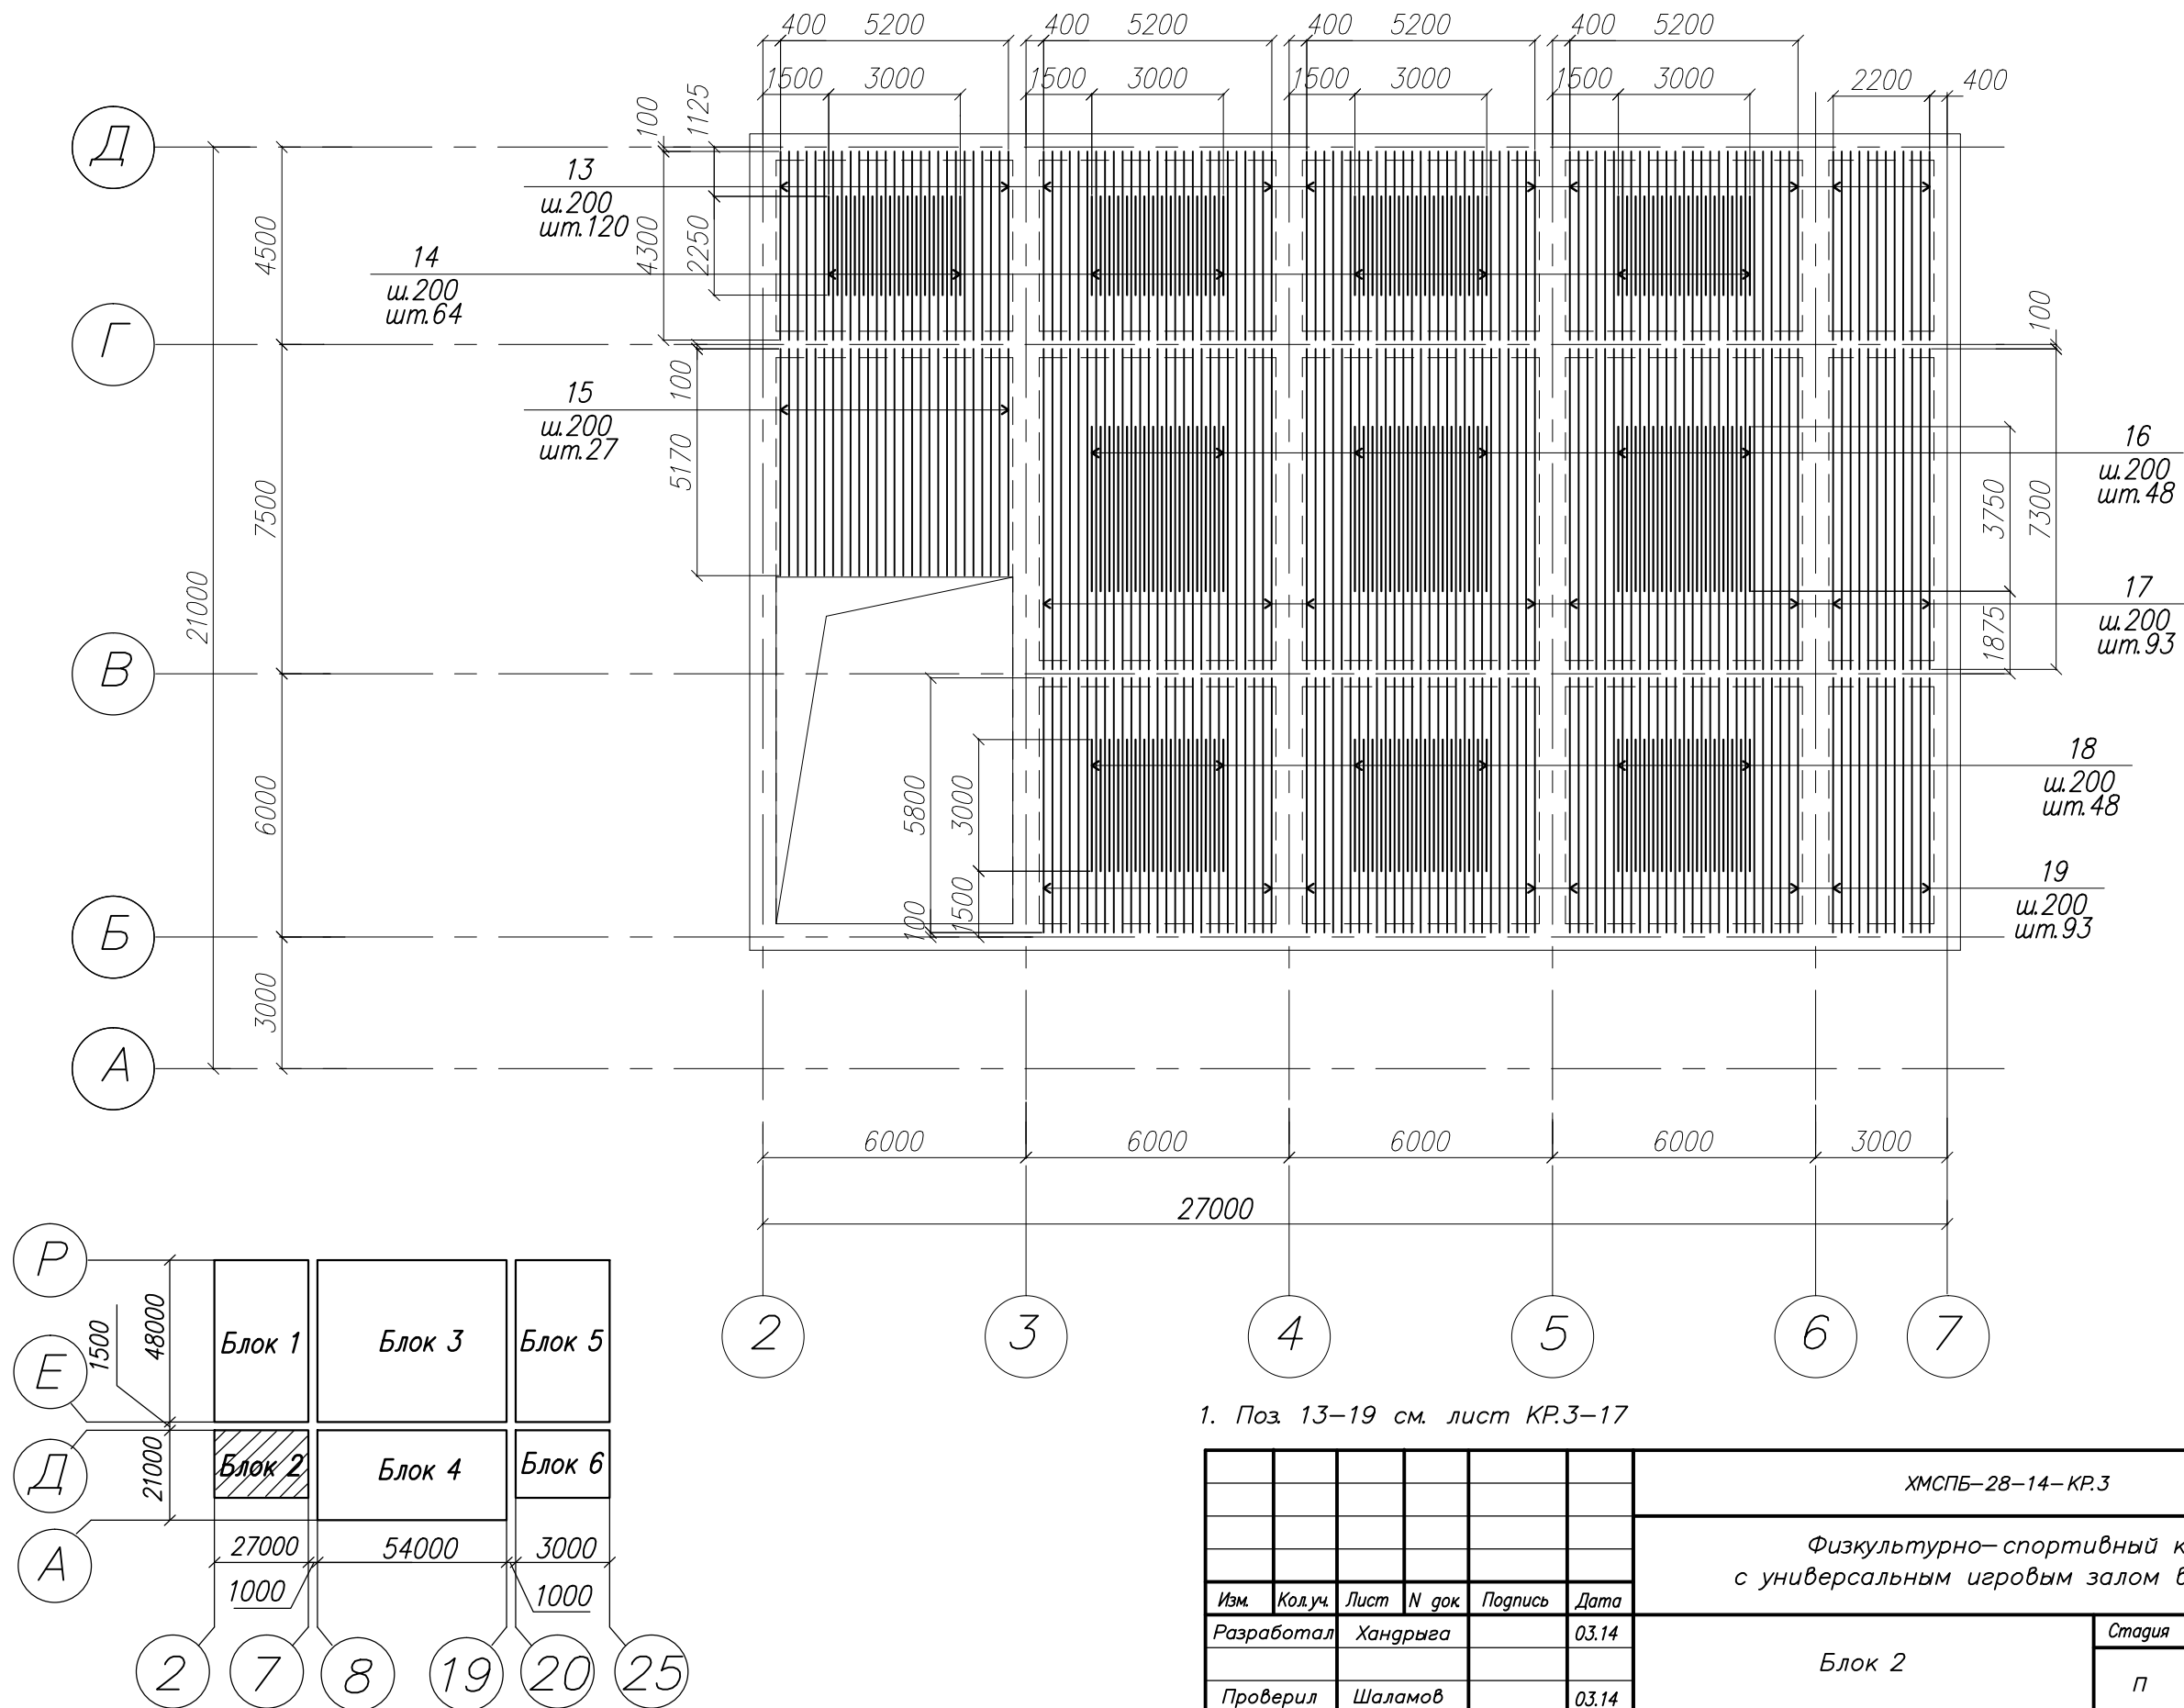 400 5200 400 5200 400 5200 400 5200
1500 3000 1500 3000 1500 3000 1500 3000 2200 400
100
1125
Д
13
ш.200
шт.120
4300
2250
4500
14
ш.200
шт.64
Г
100
100
15
ш.200
шт.27
5170
7500
16
ш.200
шт.48
3750
7300
21000
17
ш.200
шт.93
1875
В
18
ш.200
шт.48
5800
3000
6000
19
ш.200
шт.93
100
1500
Б
3000
А
6000 6000 6000 6000 3000
27000
2 3 4 5 6 7
Р
48000
1500
Блок 1 Блок 3 Блок 5
Е
Д
21000
Блок 2 Блок 4 Блок 6
А
27000 54000 3000
1000 1000
2 7 8 19 20 25
1. Поз. 13-19 см. лист КР.3-17
ХМСПБ-28-14-КР.3
Физкультурно-спортивный к
с универсальным игровым залом в
Изм. Кол.уч. Лист N док. Подпись Дата
Разработал Хандрыга 03.14
Блок 2
Стадия
П
Проверил Шаламов 03.14